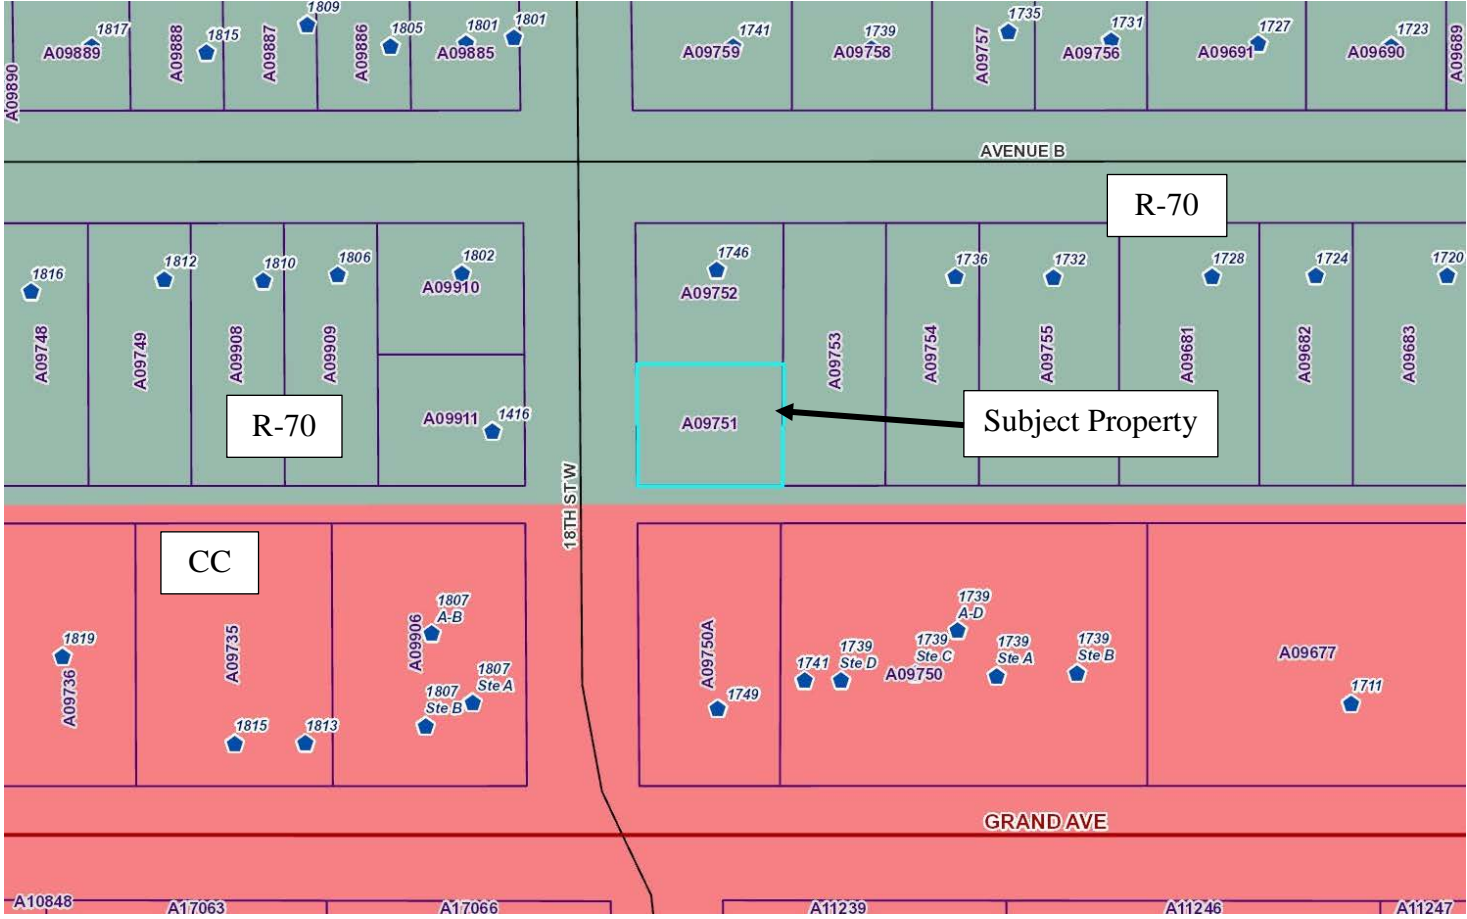 1817
1815
1809
1805
1801
1801
1741
1739
1735
1731
1727
1723
A09890
A09889
A09888
A09887
A09886
A09885
A09759
A09758
A09757
A09756
A09691
A09690
A09689
AVENUE B
R-70
1816
1812
1810
1806
1802
1746
1736
1732
1728
1724
1720
A09910
A09752
A09748
A09749
A09908
A09909
A09753
A09754
A09755
A09681
A09682
A09683
R-70
A09911
1416
A09751
Subject Property
18TH ST W
CC
1819
A09736
A09735
1815
1813
A09906
1807
A-B
1807
Ste A
1807
Ste B
A09750A
1749
1741
1739
Ste D
1739
Ste C
1739
A-D
A09750
1739
Ste A
1739
Ste B
A09677
1711
GRAND AVE
A10848
A17063
A17066
A11239
A11246
A11247